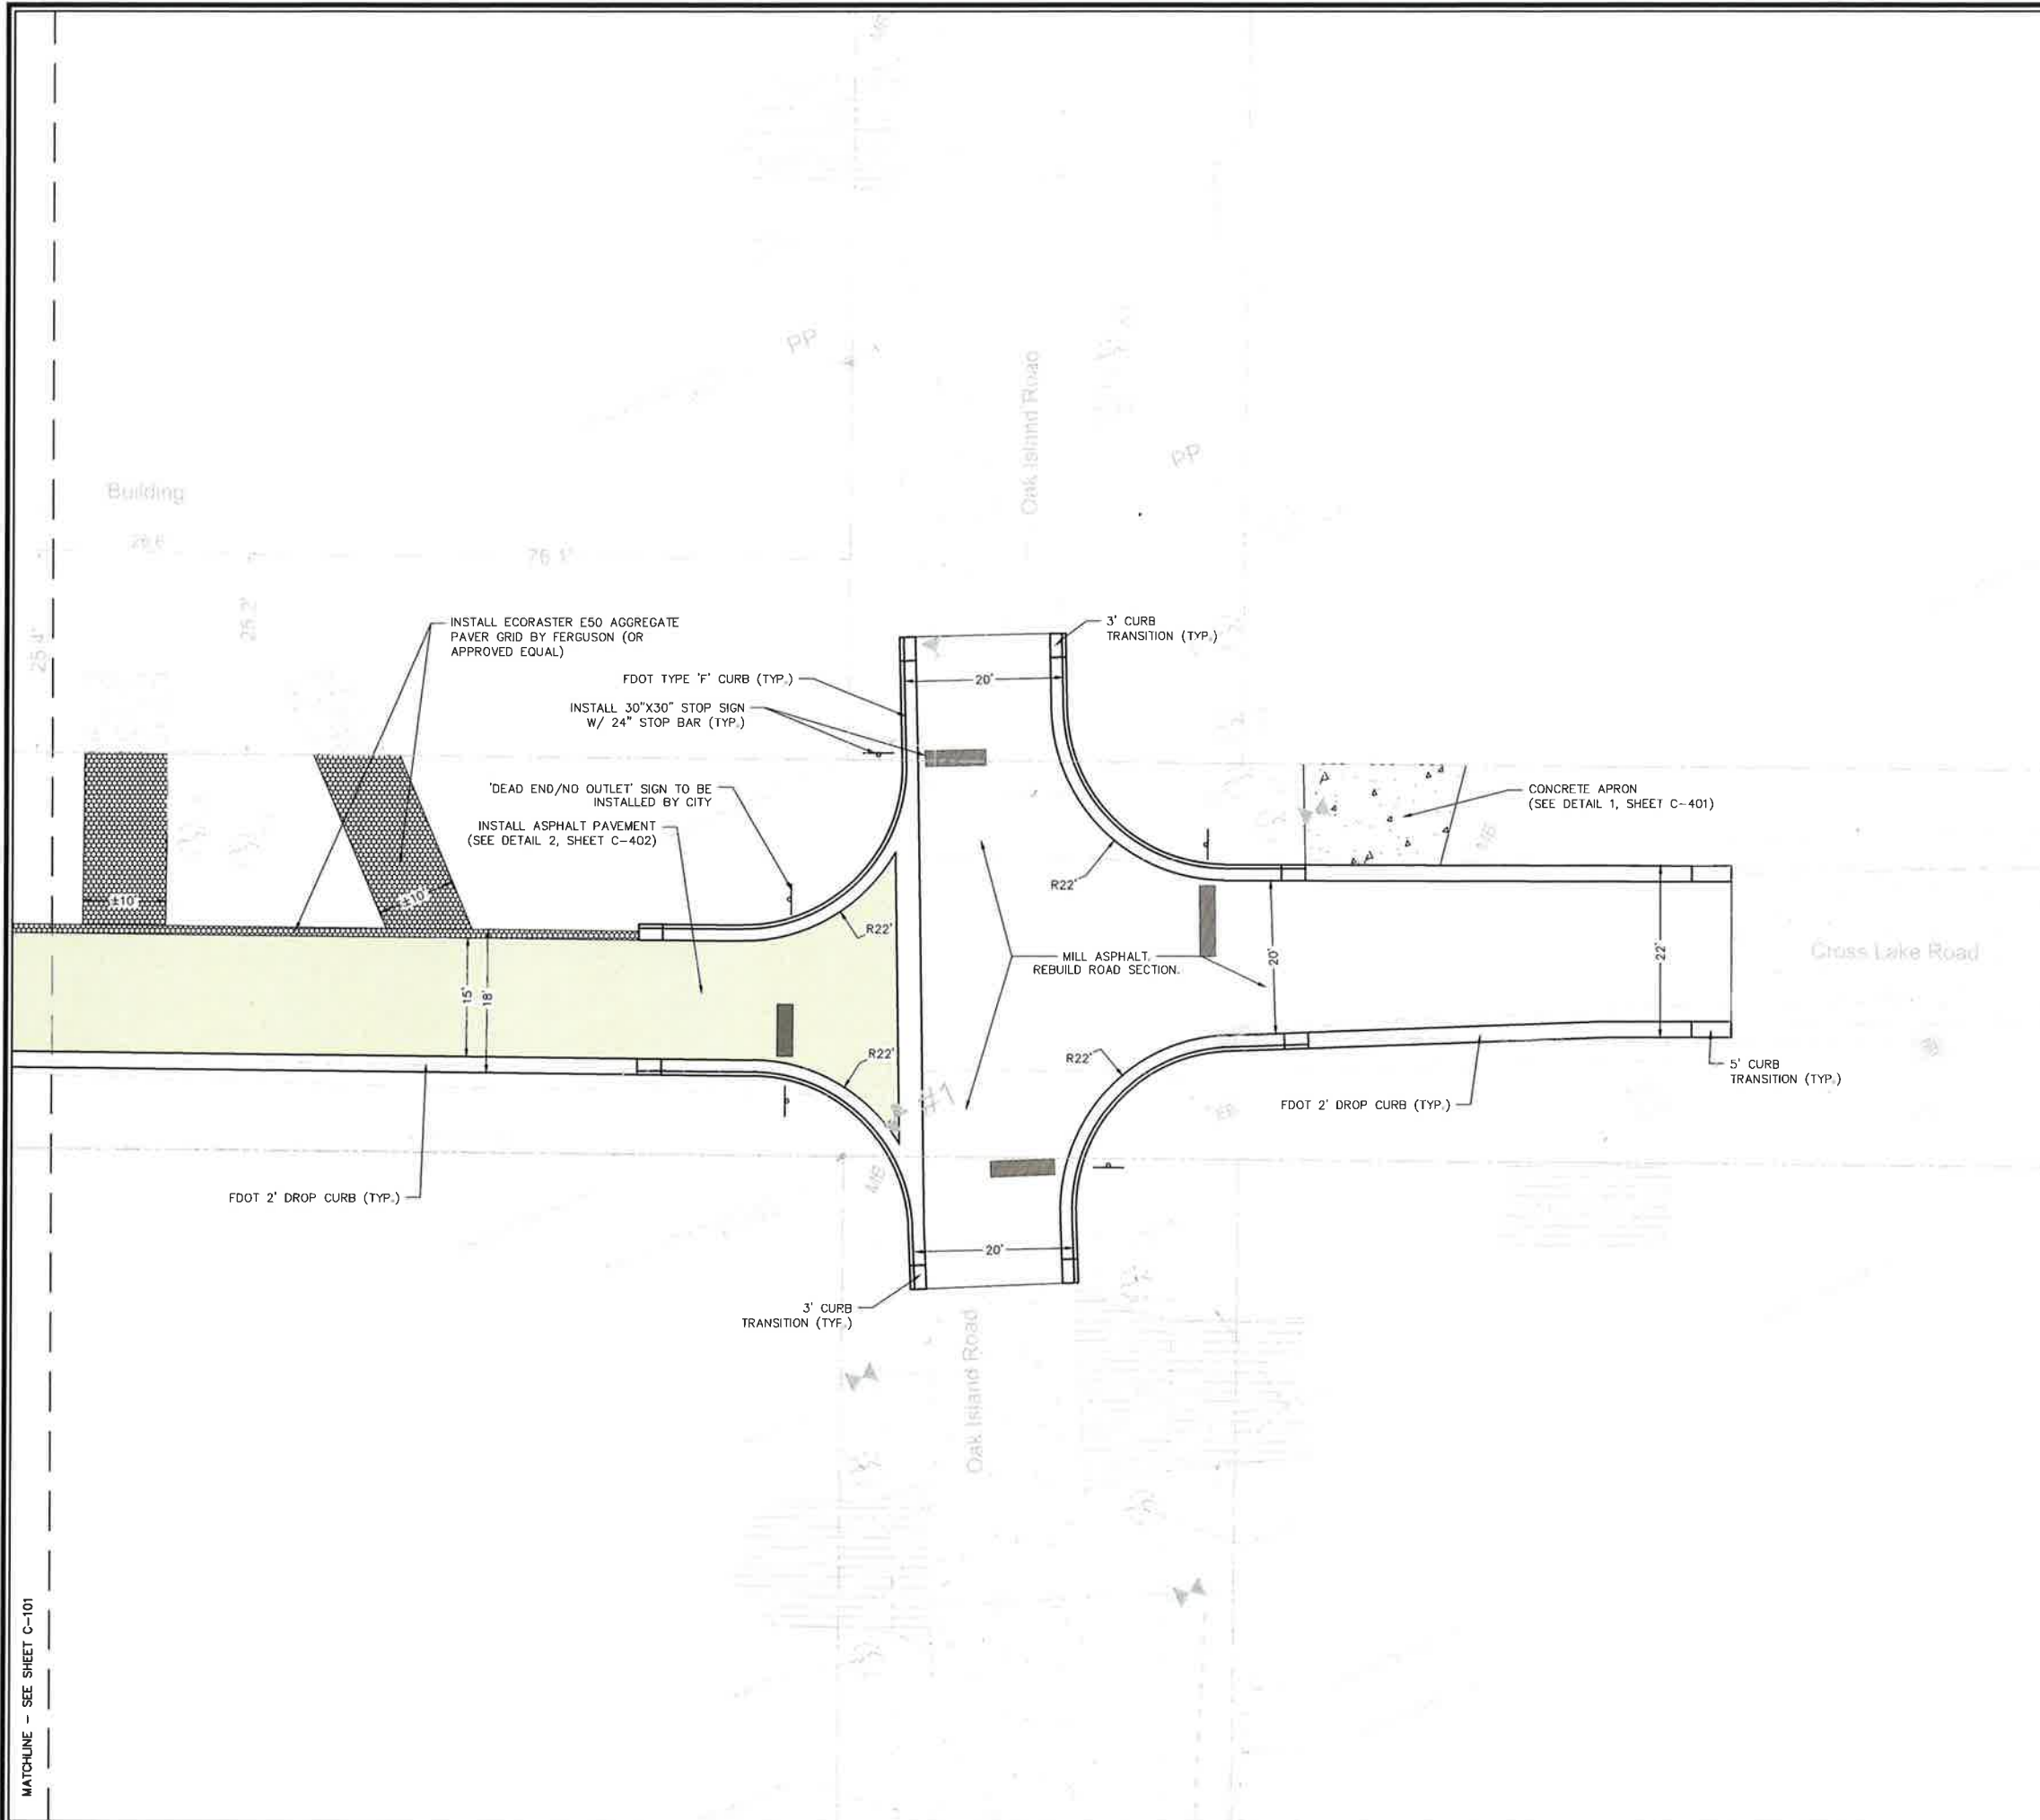 PP
Oak Island Road
PP
Building
76.1'
25.2'
25.4'
INSTALL ECORASTER E50 AGGREGATE
PAVER GRID BY FERGUSON (OR
APPROVED EQUAL)
3' CURB
TRANSITION (TYP.)
FDOT TYPE 'F' CURB (TYP.)
20'
INSTALL 30"X30" STOP SIGN
W/ 24" STOP BAR (TYP.)
'DEAD END/NO OUTLET' SIGN TO BE
INSTALLED BY CITY
INSTALL ASPHALT PAVEMENT
(SEE DETAIL 2, SHEET C-402)
CONCRETE APRON
(SEE DETAIL 1, SHEET C-401)
MB
R22'
±10'
±10'
R22'
MILL ASPHALT.
REBUILD ROAD SECTION.
20'
22'
Cross Lake Road
15'
18'
R22'
R22'
5' CURB
TRANSITION (TYP.)
#1
FDOT 2' DROP CURB (TYP.)
MB
FDOT 2' DROP CURB (TYP.)
20'
3' CURB
TRANSITION (TYP.)
Oak Island Road
MATCHLINE - SEE SHEET C-101